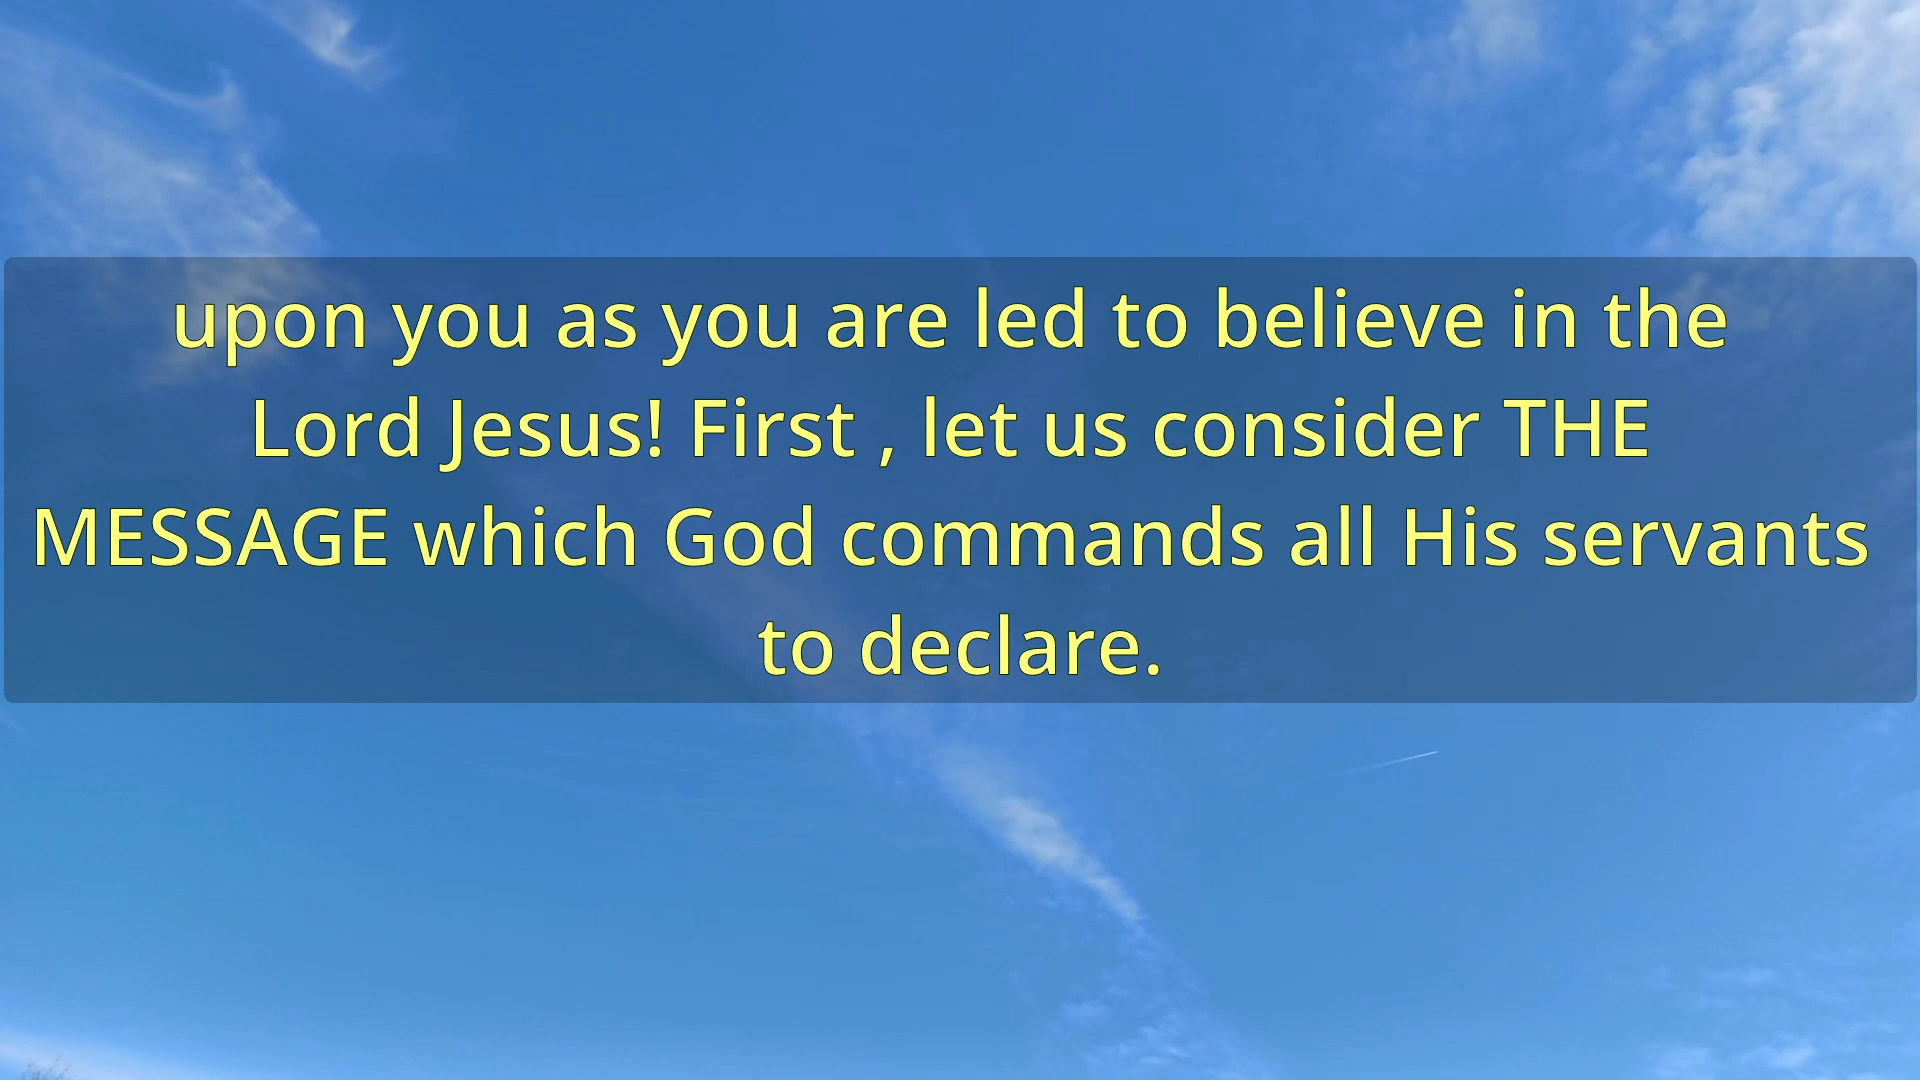 upon you as you are led to believe in the
Lord Jesus! First , let us consider THE
MESSAGE which God commands all His servants
to declare.